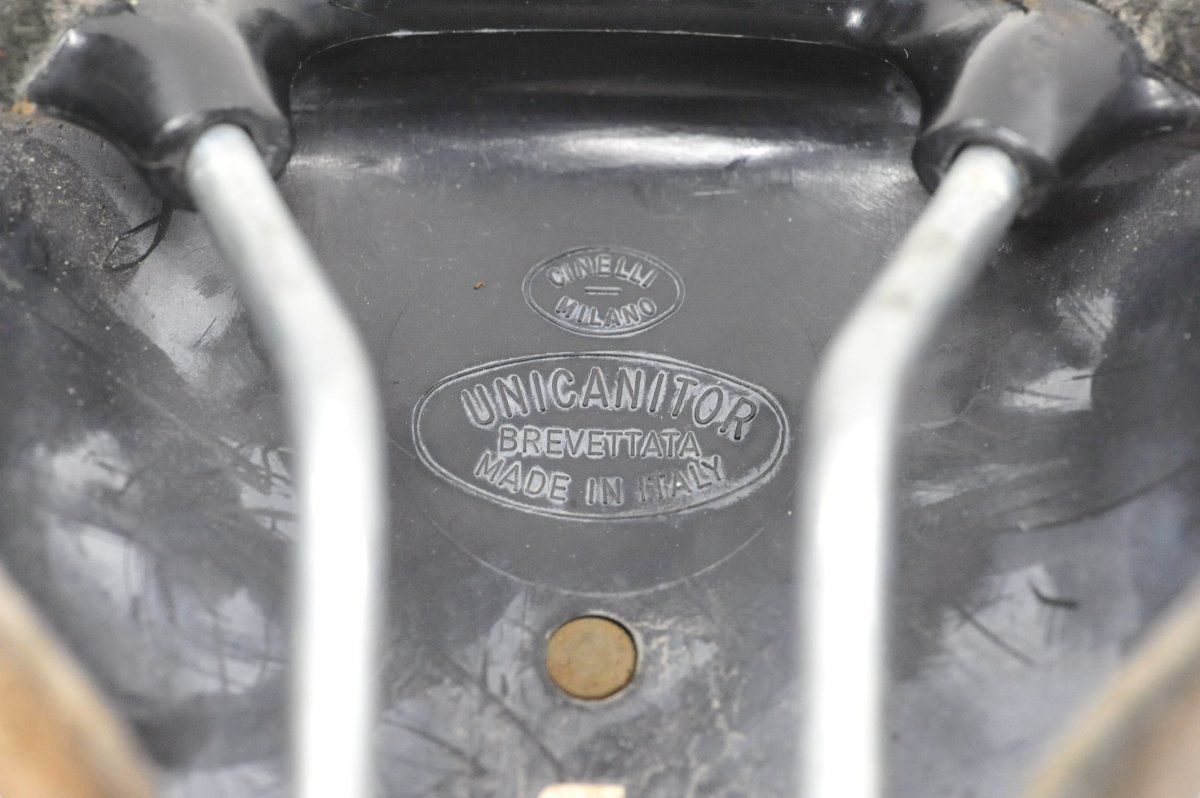 CINELLI
MILANO
UNICANITOR
BREVETTATA
MADE IN ITALY